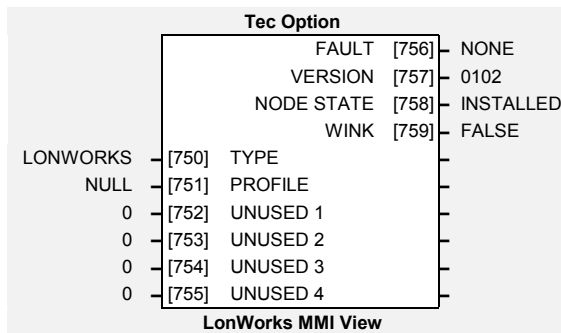 Tec Option
FAULT [756] NONE
VERSION [757] 0102
NODE STATE [758] INSTALLED
WINK [759] FALSE
LONWORKS [750] TYPE
NULL [751] PROFILE
0 [752] UNUSED 1
0 [753] UNUSED 2
0 [754] UNUSED 3
0 [755] UNUSED 4
LonWorks MMI View